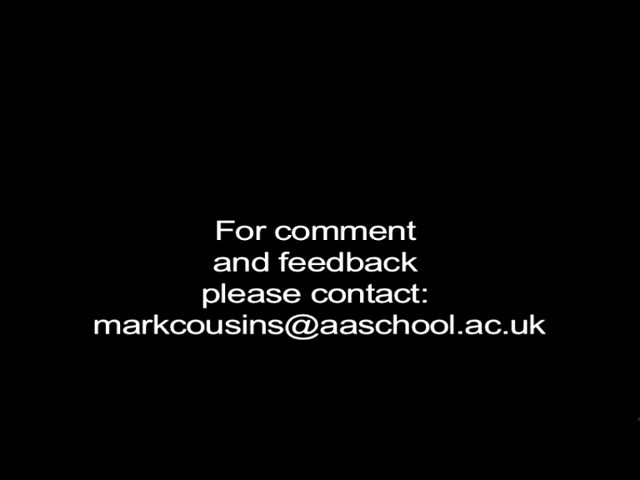 For comment
and feedback
please contact:
markcousins@aaschool.ac.uk